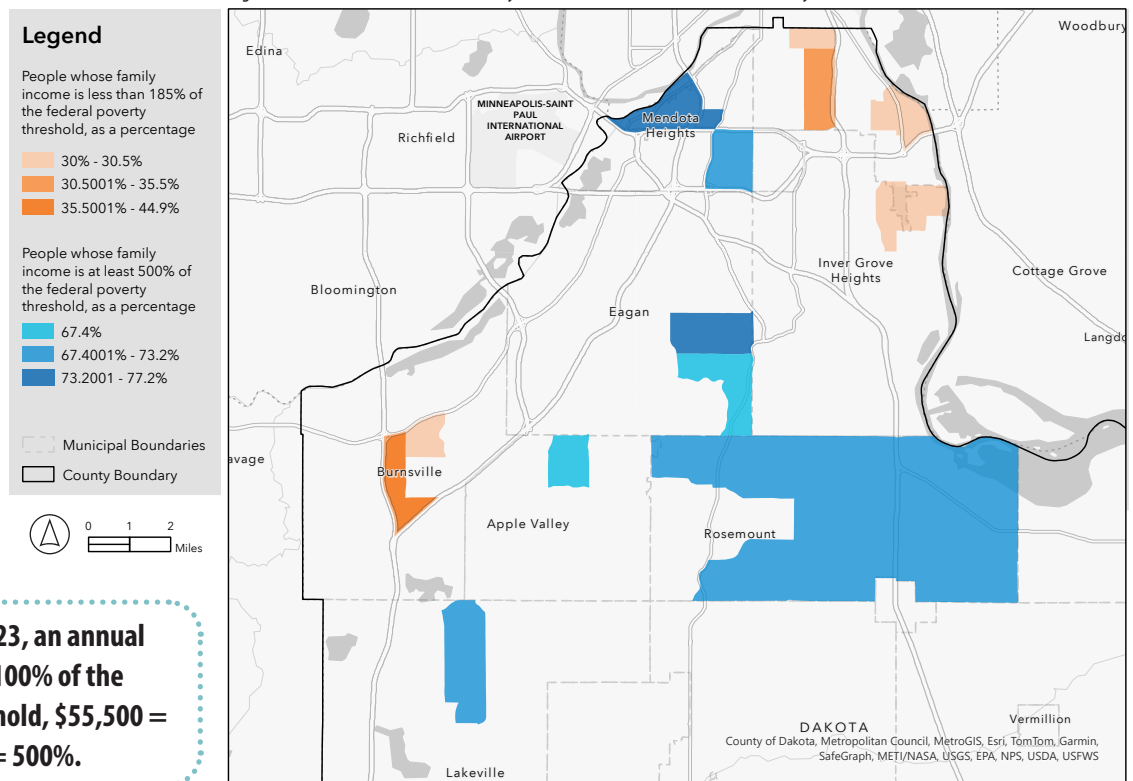 Legend
People whose family
income is less than 185% of
the federal poverty
threshold, as a percentage
30% - 30.5%
30.5001% - 35.5%
35.5001% - 44.9%
People whose family
income is at least 500% of
the federal poverty
threshold, as a percentage
67.4%
67.4001% - 73.2%
73.2001 - 77.2%
Municipal Boundaries
County Boundary
0 1 2
Miles
23, an annual
100% of the
hold, $55,500 =
= 500%.
Woodbury
Edina
MINNEAPOLIS-SAINT
PAUL
INTERNATIONAL
AIRPORT
Richfield
Mendota
Heights
Inver Grove
Heights
Cottage Grove
Bloomington
Eagan
Langdo
avage
Burnsville
Apple Valley
Rosemount
Vermillion
DAKOTA
County of Dakota, Metropolitan Council, MetroGIS, Esri, TomTom, Garmin,
SafeGraph, METI/NASA, USGS, EPA, NPS, USDA, USFWS
Lakeville